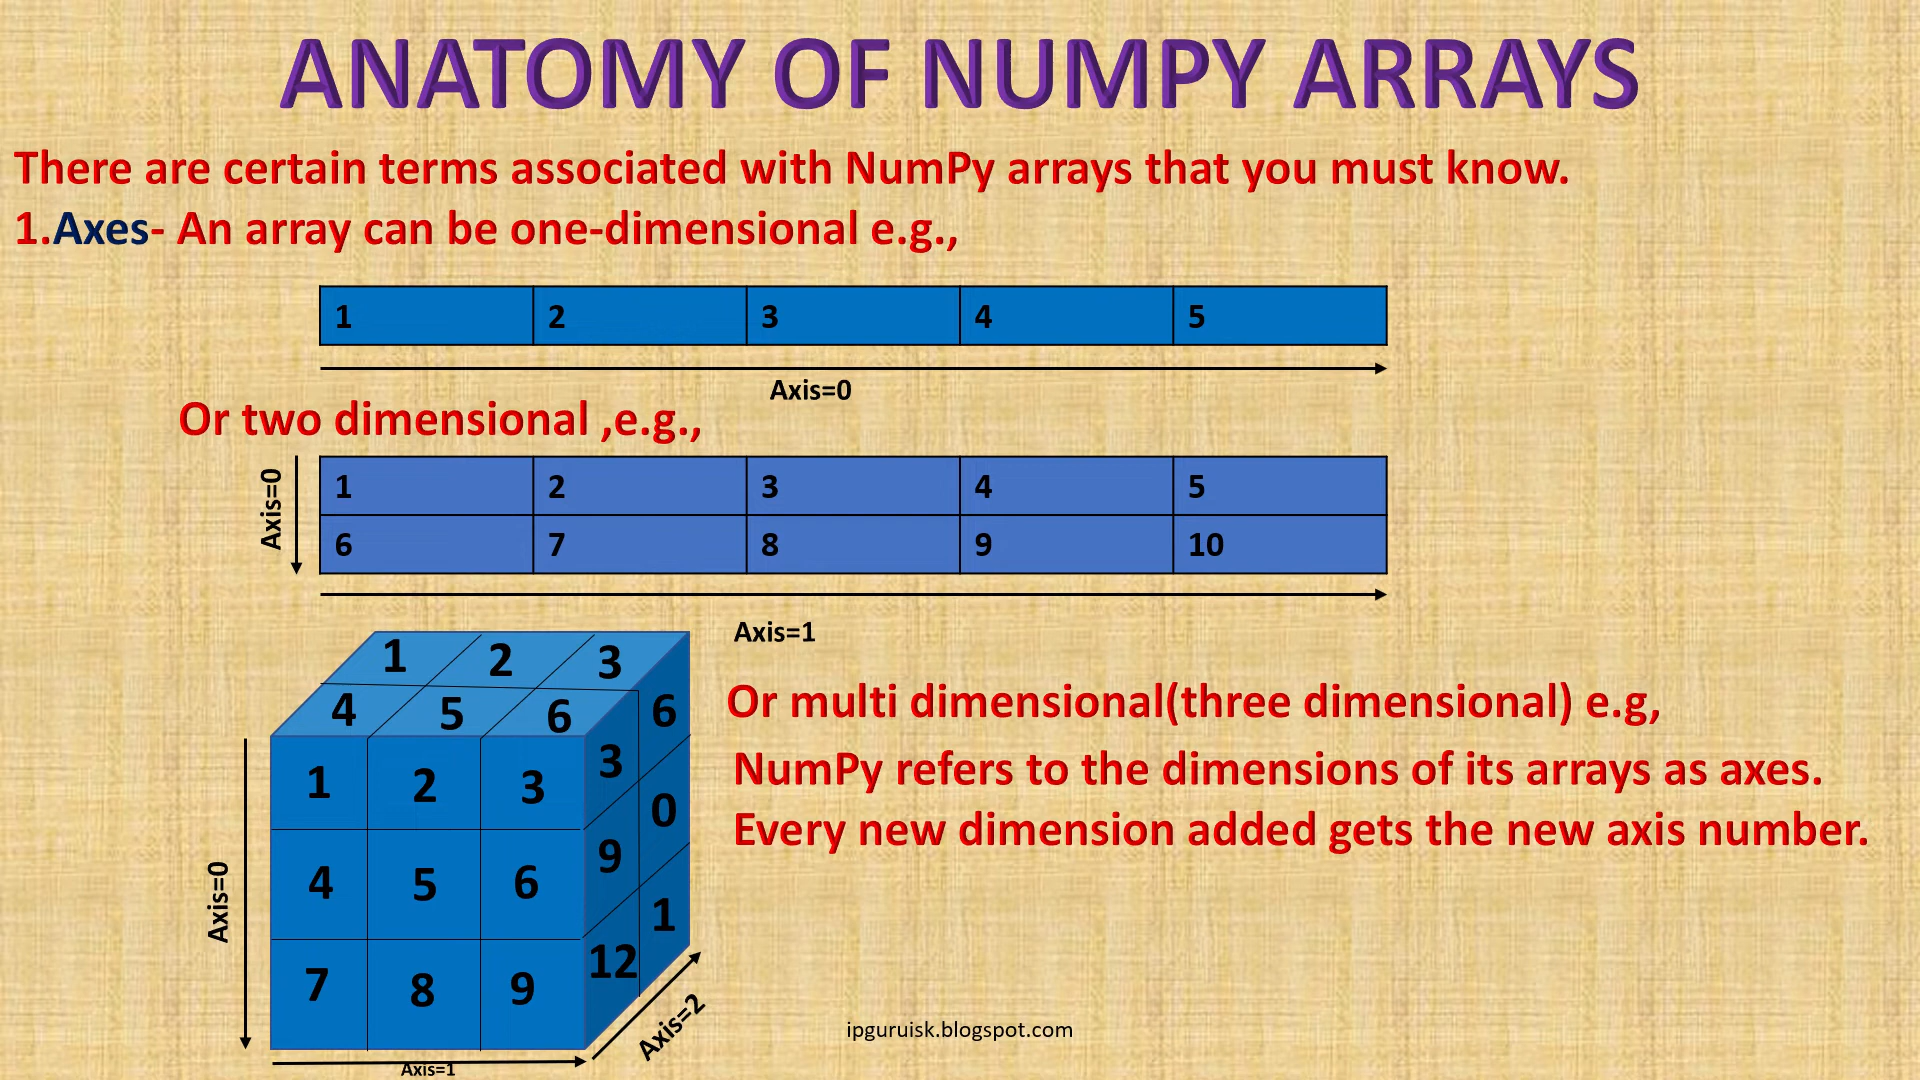 ANATOMY OF NUMPY ARRAYS
There are certain terms associated with NumPy arrays that you must know.
1.Axes- An array can be one-dimensional e.g.,
1 2 3 4 5
Axis=0
Or two dimensional ,e.g.,
Axis=0
1 2 3 4 5
6 7 8 9 10
Axis=1
1 2 3
4 5 6
1 2 3
4 5 6
7 8 9
3 6
9 0
12 1
Axis=0
Axis=1
Axis=2
Or multi dimensional(three dimensional) e.g,
NumPy refers to the dimensions of its arrays as axes.
Every new dimension added gets the new axis number.
ipguruisk.blogspot.com